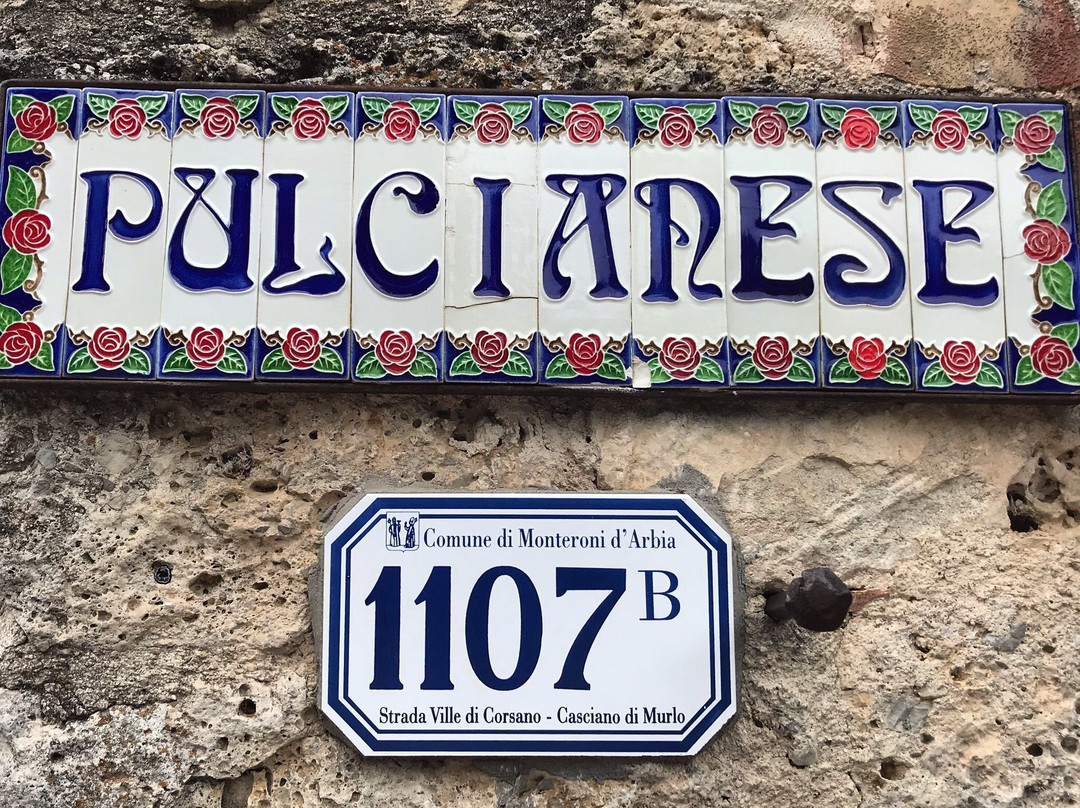 PULCIANESE
Comune di Monteroni d'Arbia
1107 B
Strada Ville di Corsano - Casciano di Murlo